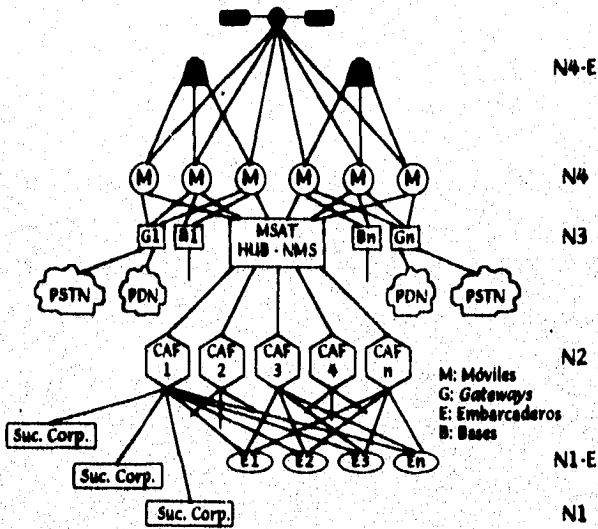 N4-E
M M M M M M N4
G1 B1 MSAT Bn Gn N3
HUB - NMS
PSTN PDN PDN PSTN
CAF CAF CAF CAF CAF N2
1 2 3 4 n
M: Móviles
G: Gateways
E: Embarcaderos
B: Bases
Suc. Corp.
E1 E2 E3 En N1-E
Suc. Corp.
Suc. Corp. N1